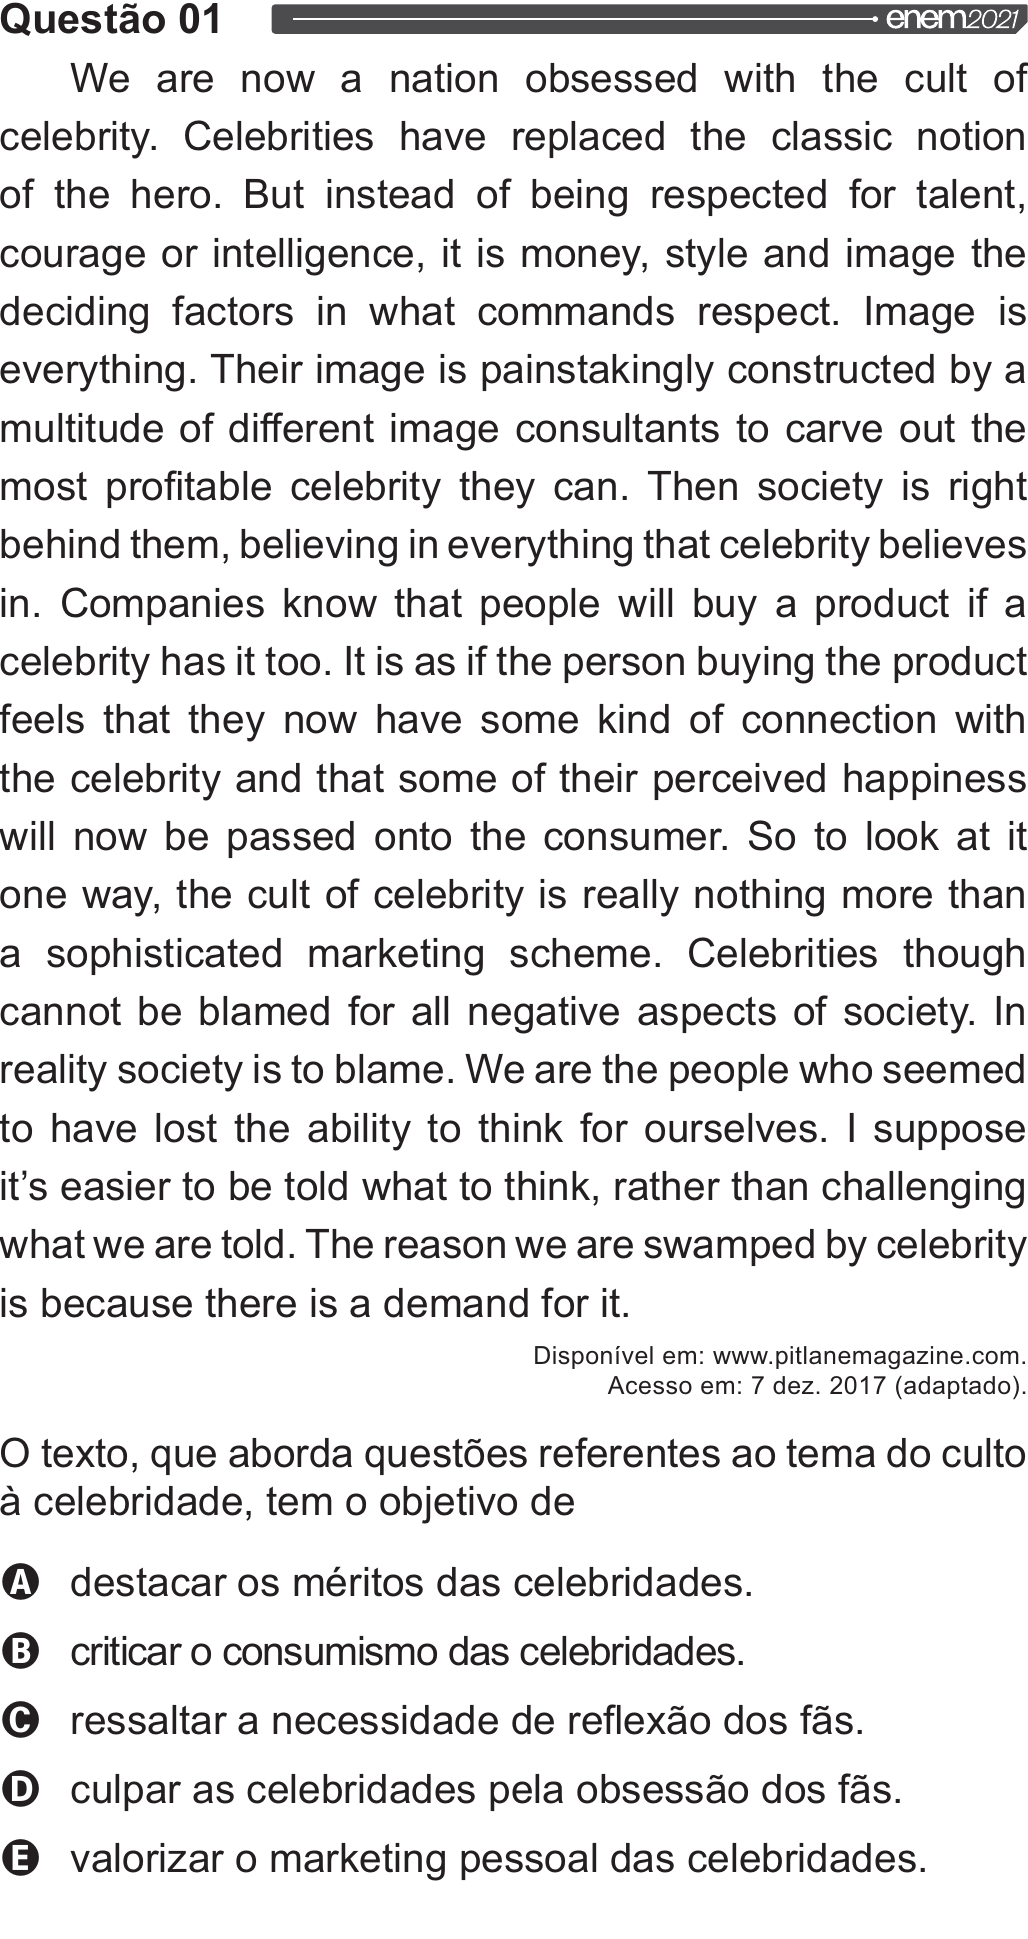 Questão 01
enem2021
We are now a nation obsessed with the cult of
celebrity. Celebrities have replaced the classic notion
of the hero. But instead of being respected for talent,
courage or intelligence, it is money, style and image the
deciding factors in what commands respect. Image is
everything. Their image is painstakingly constructed by a
multitude of different image consultants to carve out the
most profitable celebrity they can. Then society is right
behind them, believing in everything that celebrity believes
in. Companies know that people will buy a product if a
celebrity has it too. It is as if the person buying the product
feels that they now have some kind of connection with
the celebrity and that some of their perceived happiness
will now be passed onto the consumer. So to look at it
one way, the cult of celebrity is really nothing more than
a sophisticated marketing scheme. Celebrities though
cannot be blamed for all negative aspects of society. In
reality society is to blame. We are the people who seemed
to have lost the ability to think for ourselves. I suppose
it’s easier to be told what to think, rather than challenging
what we are told. The reason we are swamped by celebrity
is because there is a demand for it.
Disponível em: www.pitlanemagazine.com.
Acesso em: 7 dez. 2017 (adaptado).
O texto, que aborda questões referentes ao tema do culto
à celebridade, tem o objetivo de
A destacar os méritos das celebridades.
B criticar o consumismo das celebridades.
C ressaltar a necessidade de reflexão dos fãs.
D culpar as celebridades pela obsessão dos fãs.
E valorizar o marketing pessoal das celebridades.